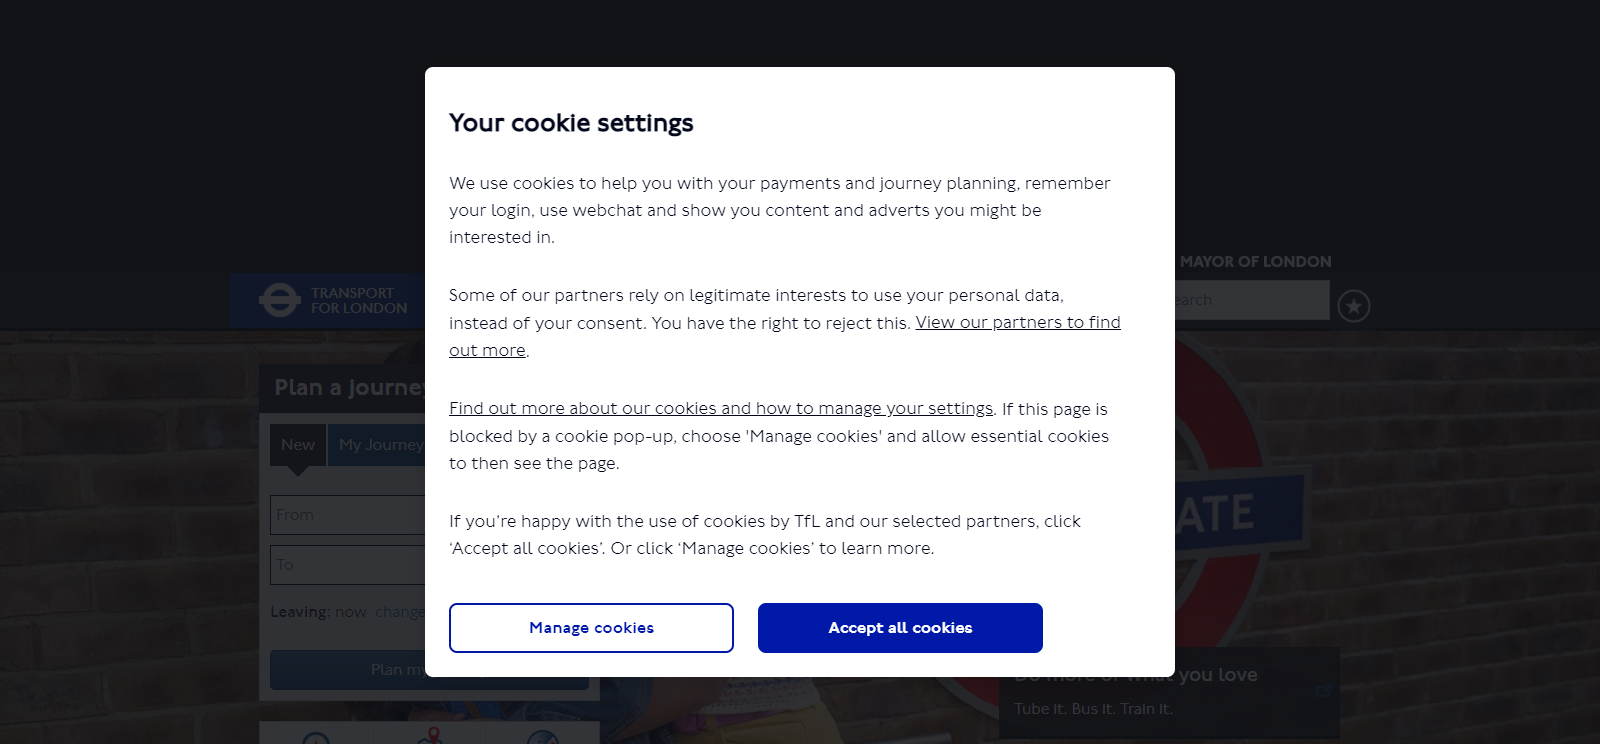 Your cookie settings
We use cookies to help you with your payments and journey planning, remember
your login, use webchat and show you content and adverts you might be
interested in.
Some of our partners rely on legitimate interests to use your personal data,
instead of your consent. You have the right to reject this. View our partners to find
out more.
Find out more about our cookies and how to manage your settings. If this page is
blocked by a cookie pop-up, choose 'Manage cookies' and allow essential cookies
to then see the page.
If you’re happy with the use of cookies by TfL and our selected partners, click
‘Accept all cookies’. Or click ‘Manage cookies’ to learn more.
Manage cookies
Accept all cookies
MAYOR OF LONDON
TRANSPORT
FOR LONDON
earch
Plan a journey
New
My Journey
From
To
Leaving: now change
Plan my
ATE
Do more of what you love
Tube it. Bus it. Train it.